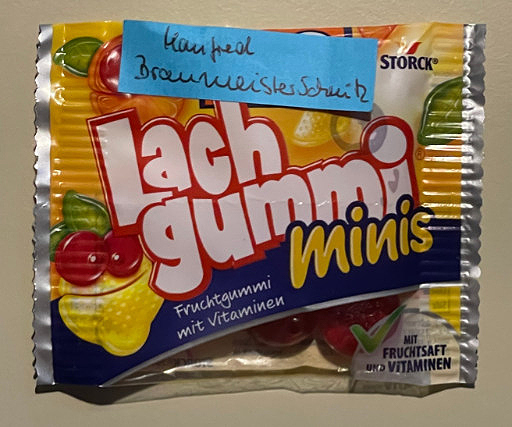 Manfred
Braumeister Schmitz
STORCK®
lach
gummi®
minis
Fruchtgummi
mit Vitaminen
MIT
FRUCHTSAFT
UND VITAMINEN